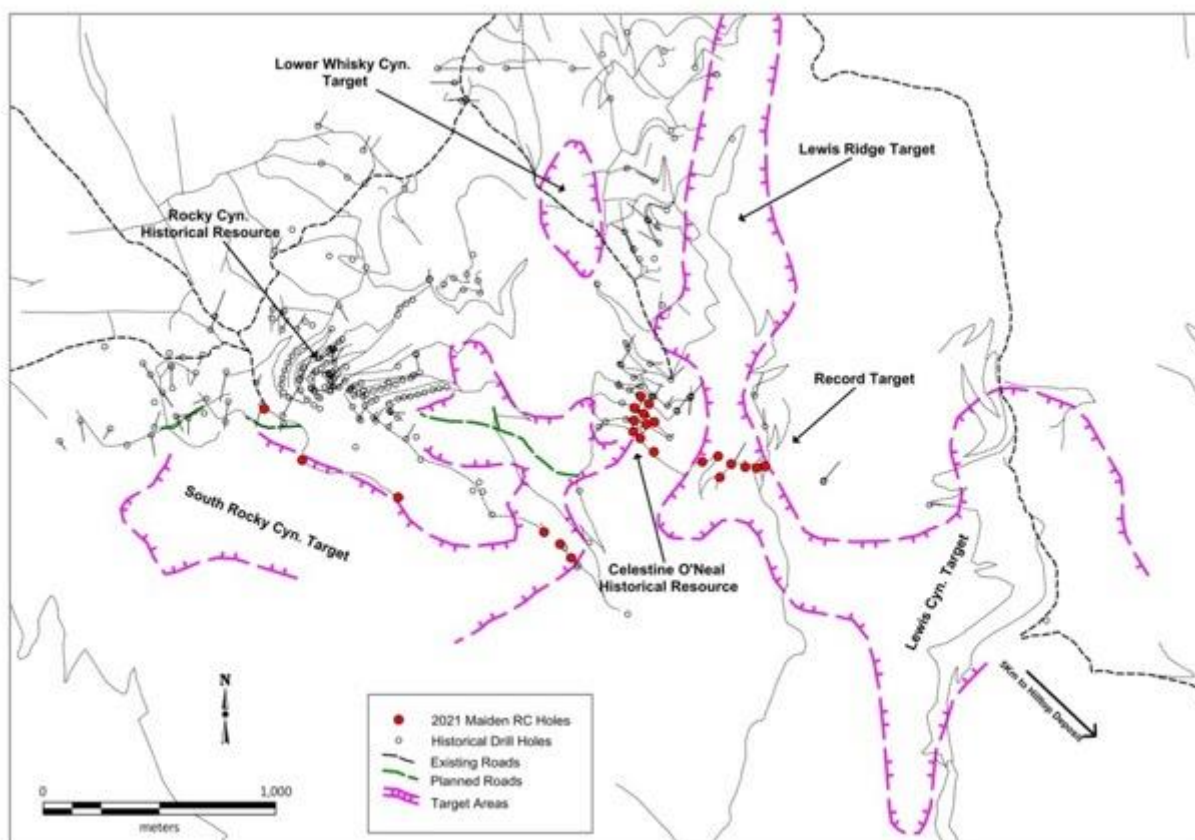 Lower Whisky Cyn.
Target
Lewis Ridge Target
Rocky Cyn.
Historical Resource
Record Target
South Rocky Cyn. Target
Celestine O'Neal
Historical Resource
Lewis Cyn. Target
5Km to Hilltop Deposit
N
2021 Maiden RC Holes
Historical Drill Holes
Existing Roads
Planned Roads
Target Areas
0 1,000
meters